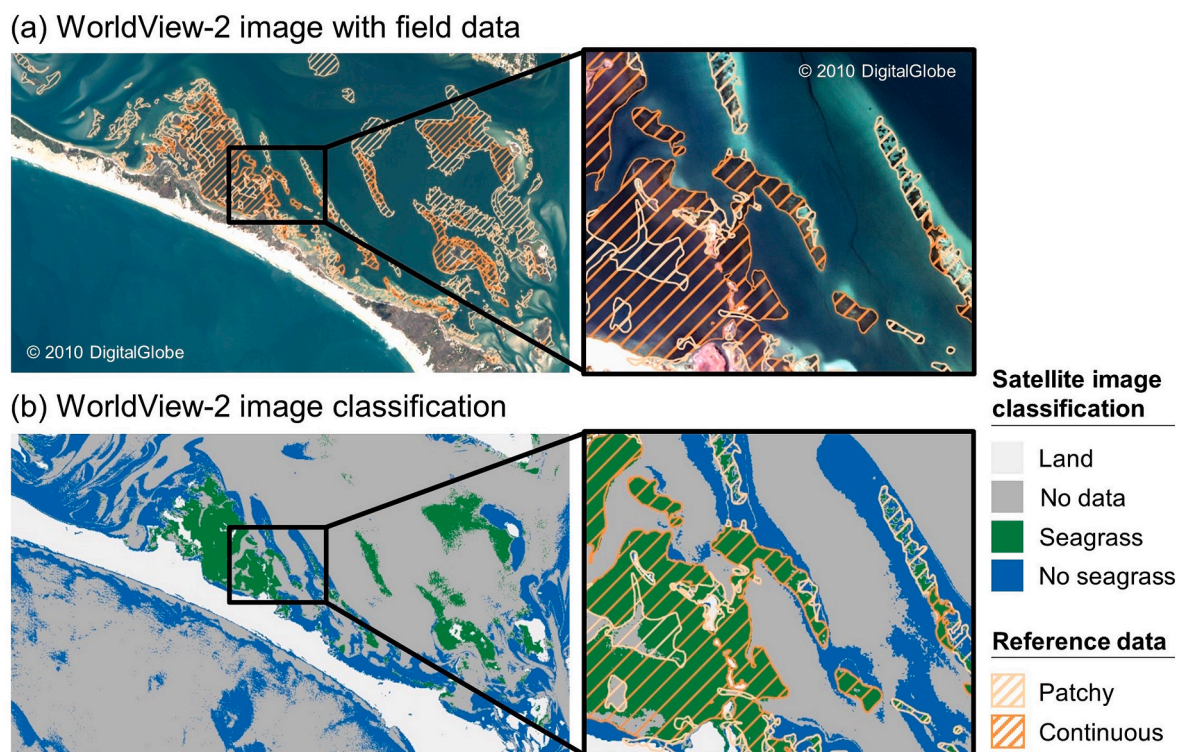 (a) WorldView-2 image with field data
© 2010 DigitalGlobe
© 2010 DigitalGlobe
(b) WorldView-2 image classification
Satellite image
classification
Land
No data
Seagrass
No seagrass
Reference data
Patchy
Continuous